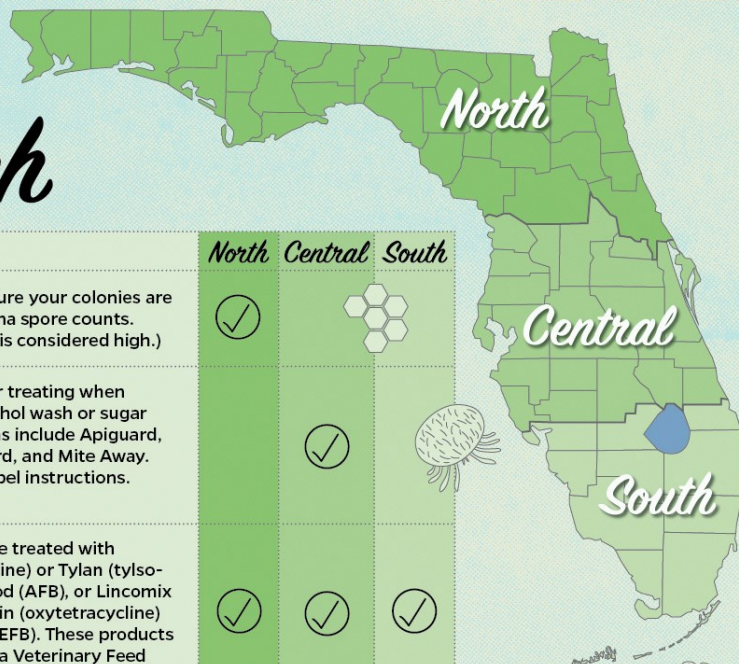 h
North
North Central South
ure your colonies are
na spore counts.
is considered high.)
Central
r treating when
hol wash or sugar
s include Apiguard,
rd, and Mite Away.
bel instructions.
South
e treated with
ine) or Tylan (tylso-
od (AFB), or Lincomix
in (oxytetracycline)
EFB). These products
a Veterinary Feed